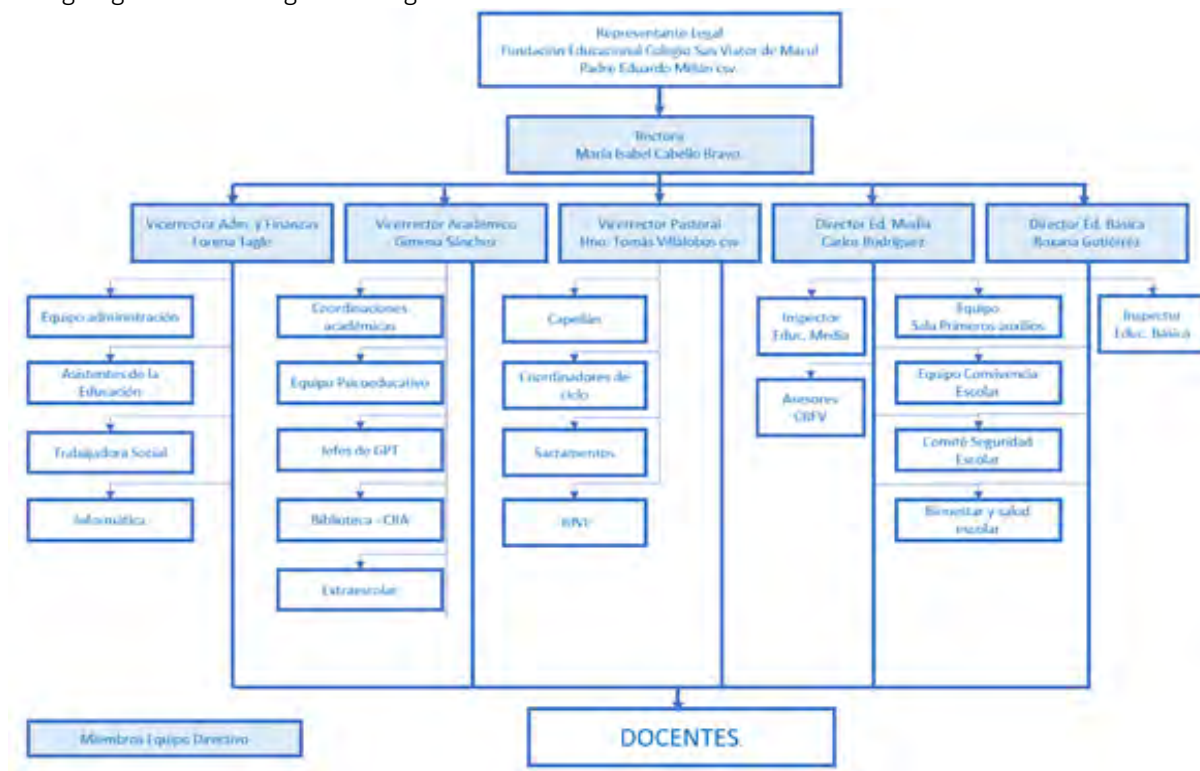 Representante Legal
Fundación Educacional Colegio San Viator de Macul
Padre Eduardo Millán csv.
Rectora
María Isabel Cabello Bravo
Vicerrector Adm. y Finanzas
Lorena Tagle
Vicerrector Académico
Gimena Sánchez
Vicerrector Pastoral
Hno. Tomás Villalobos csv
Director Ed. Media
Carlos Rodríguez
Director Ed. Básica
Roxana Gutiérrez
Equipo administración
Asistentes de la
Educación
Trabajadora Social
Informática
Coordinaciones
académicas
Equipo Psicoeducativo
Jefes de GPT
Biblioteca - CRA
Extraescolar
Capellán
Coordinadores de
ciclo
Sacramentos
Inspector
Educ. Media
Asesores
Equipo
Sala Primeros auxilios
Equipo Convivencia
Escolar
Comité Seguridad
Escolar
Bienestar y salud
escolar
Inspector
Educ. Básica
Miembros Equipo Directivo
DOCENTES